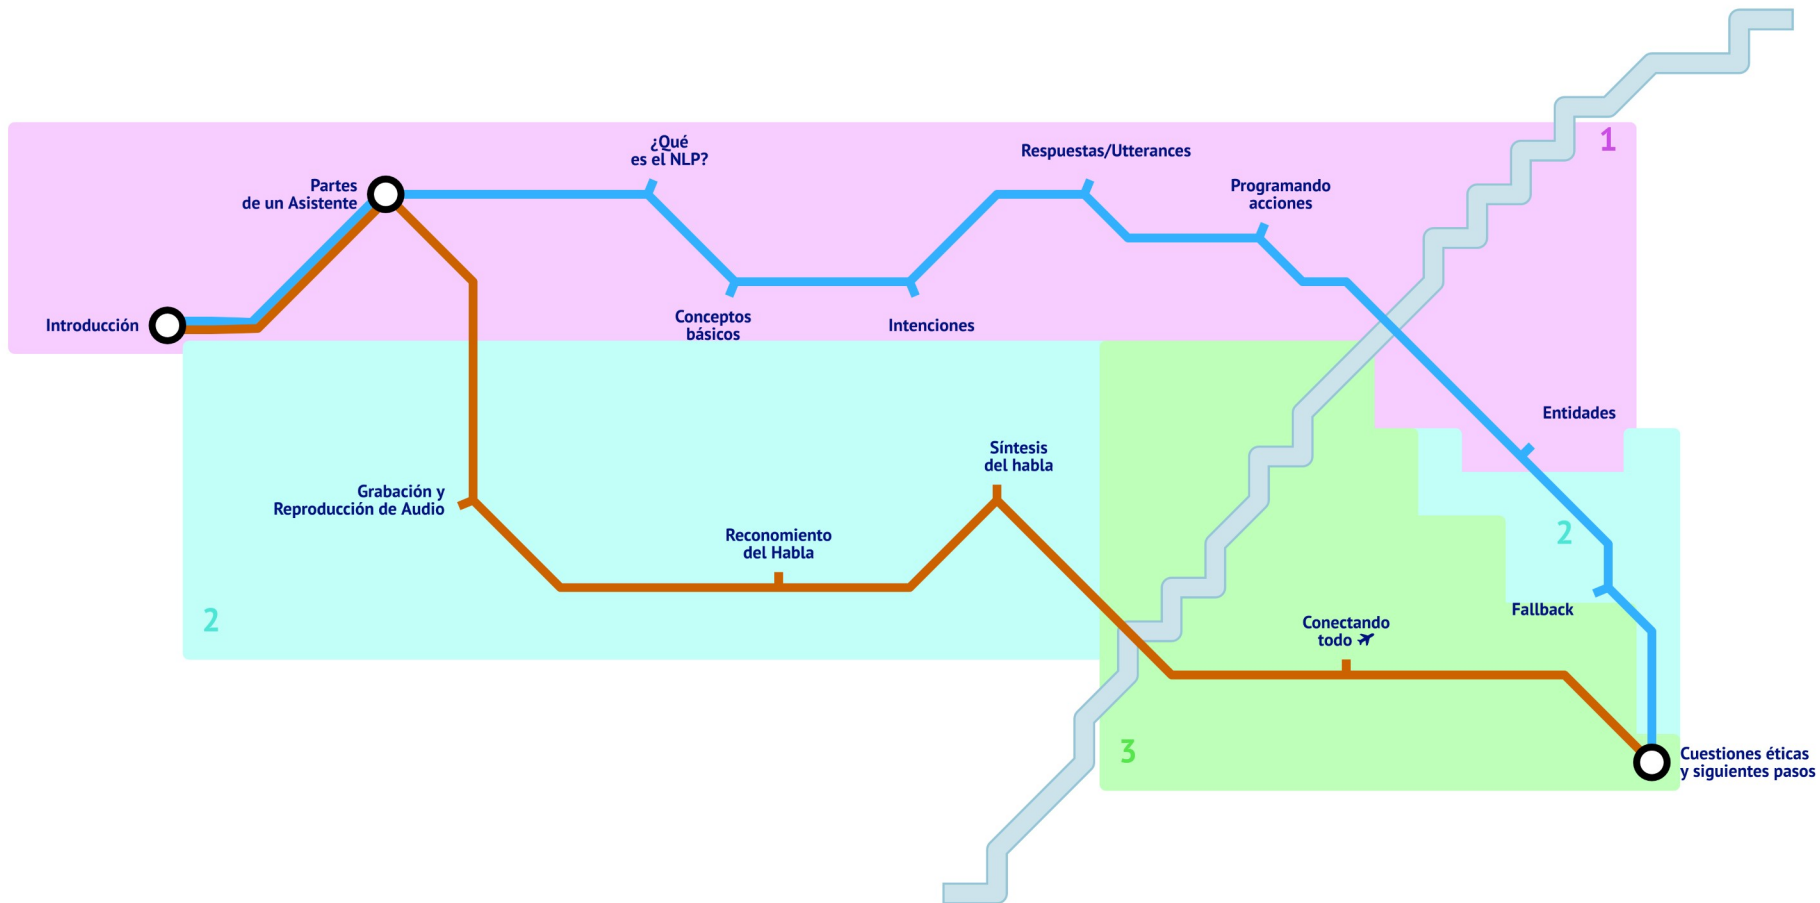 1
¿Qué
es el NLP?
Respuestas/Utterances
Partes
de un Asistente
Programando
acciones
Introducción
Conceptos
básicos
Intenciones
Entidades
Síntesis
del habla
Grabación y
Reproducción de Audio
Reconomiento
del Habla
2
Fallback
2
Conectando
todo
3
Cuestiones éticas
y siguientes pasos